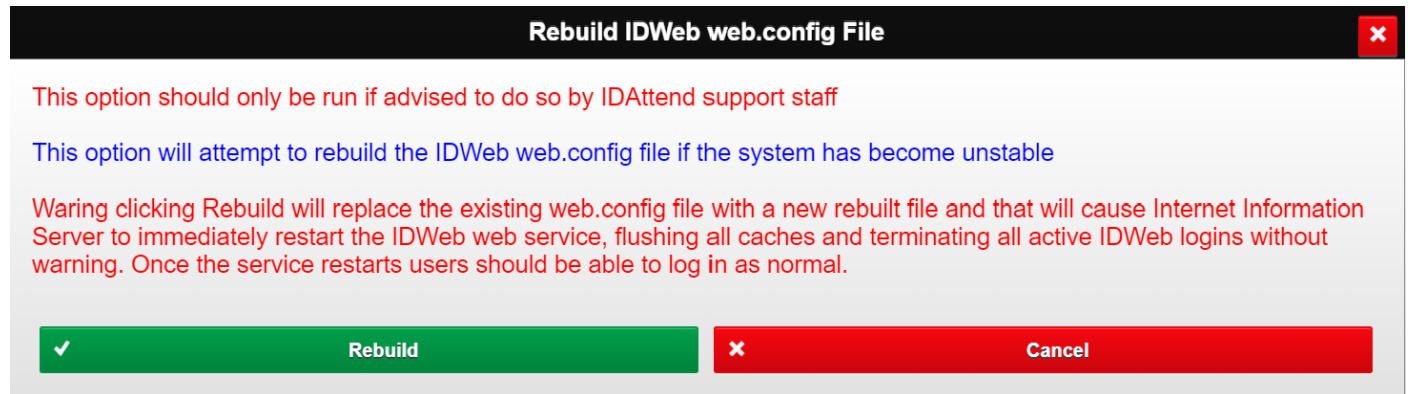 Rebuild IDWeb web.config File
This option should only be run if advised to do so by IDAttend support staff
This option will attempt to rebuild the IDWeb web.config file if the system has become unstable
Waring clicking Rebuild will replace the existing web.config file with a new rebuilt file and that will cause Internet Information
Server to immediately restart the IDWeb web service, flushing all caches and terminating all active IDWeb logins without
warning. Once the service restarts users should be able to log in as normal.
Rebuild
Cancel